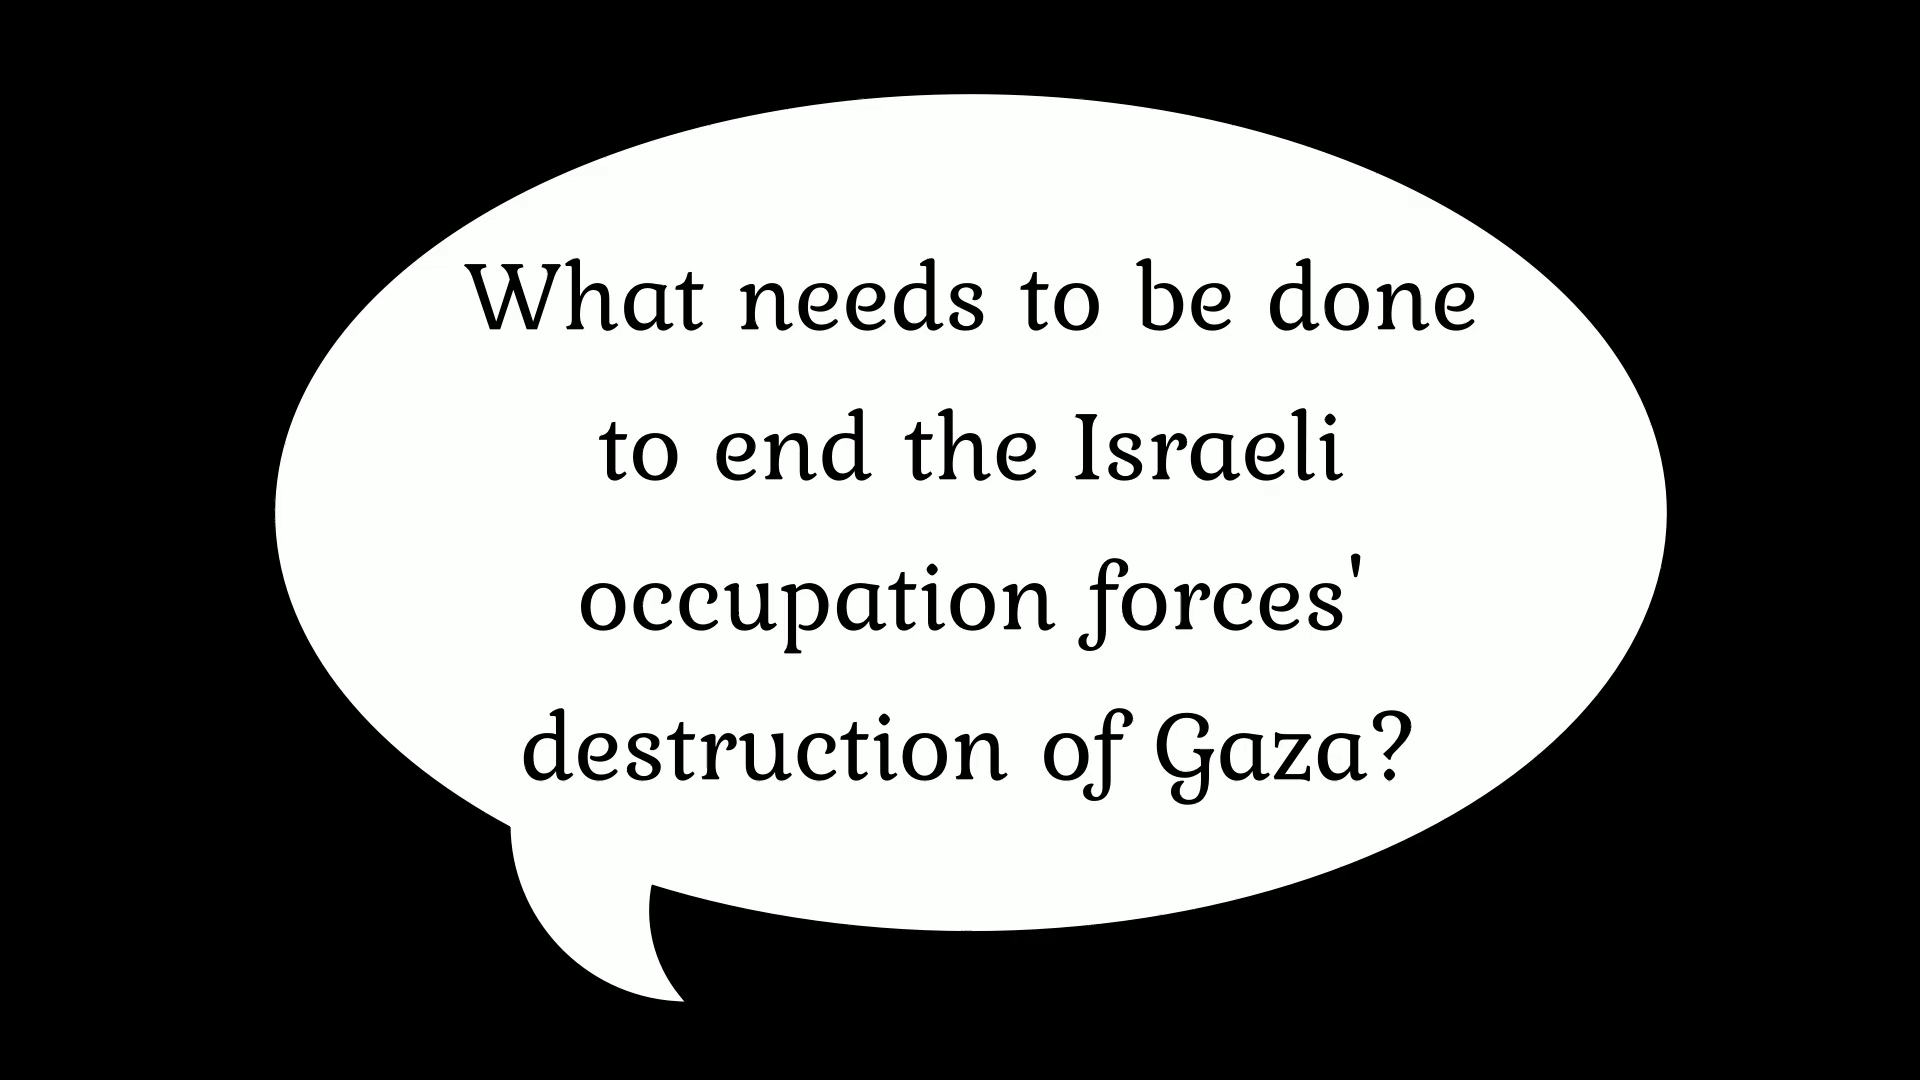 What needs to be done
to end the Israeli
occupation forces'
destruction of Gaza?